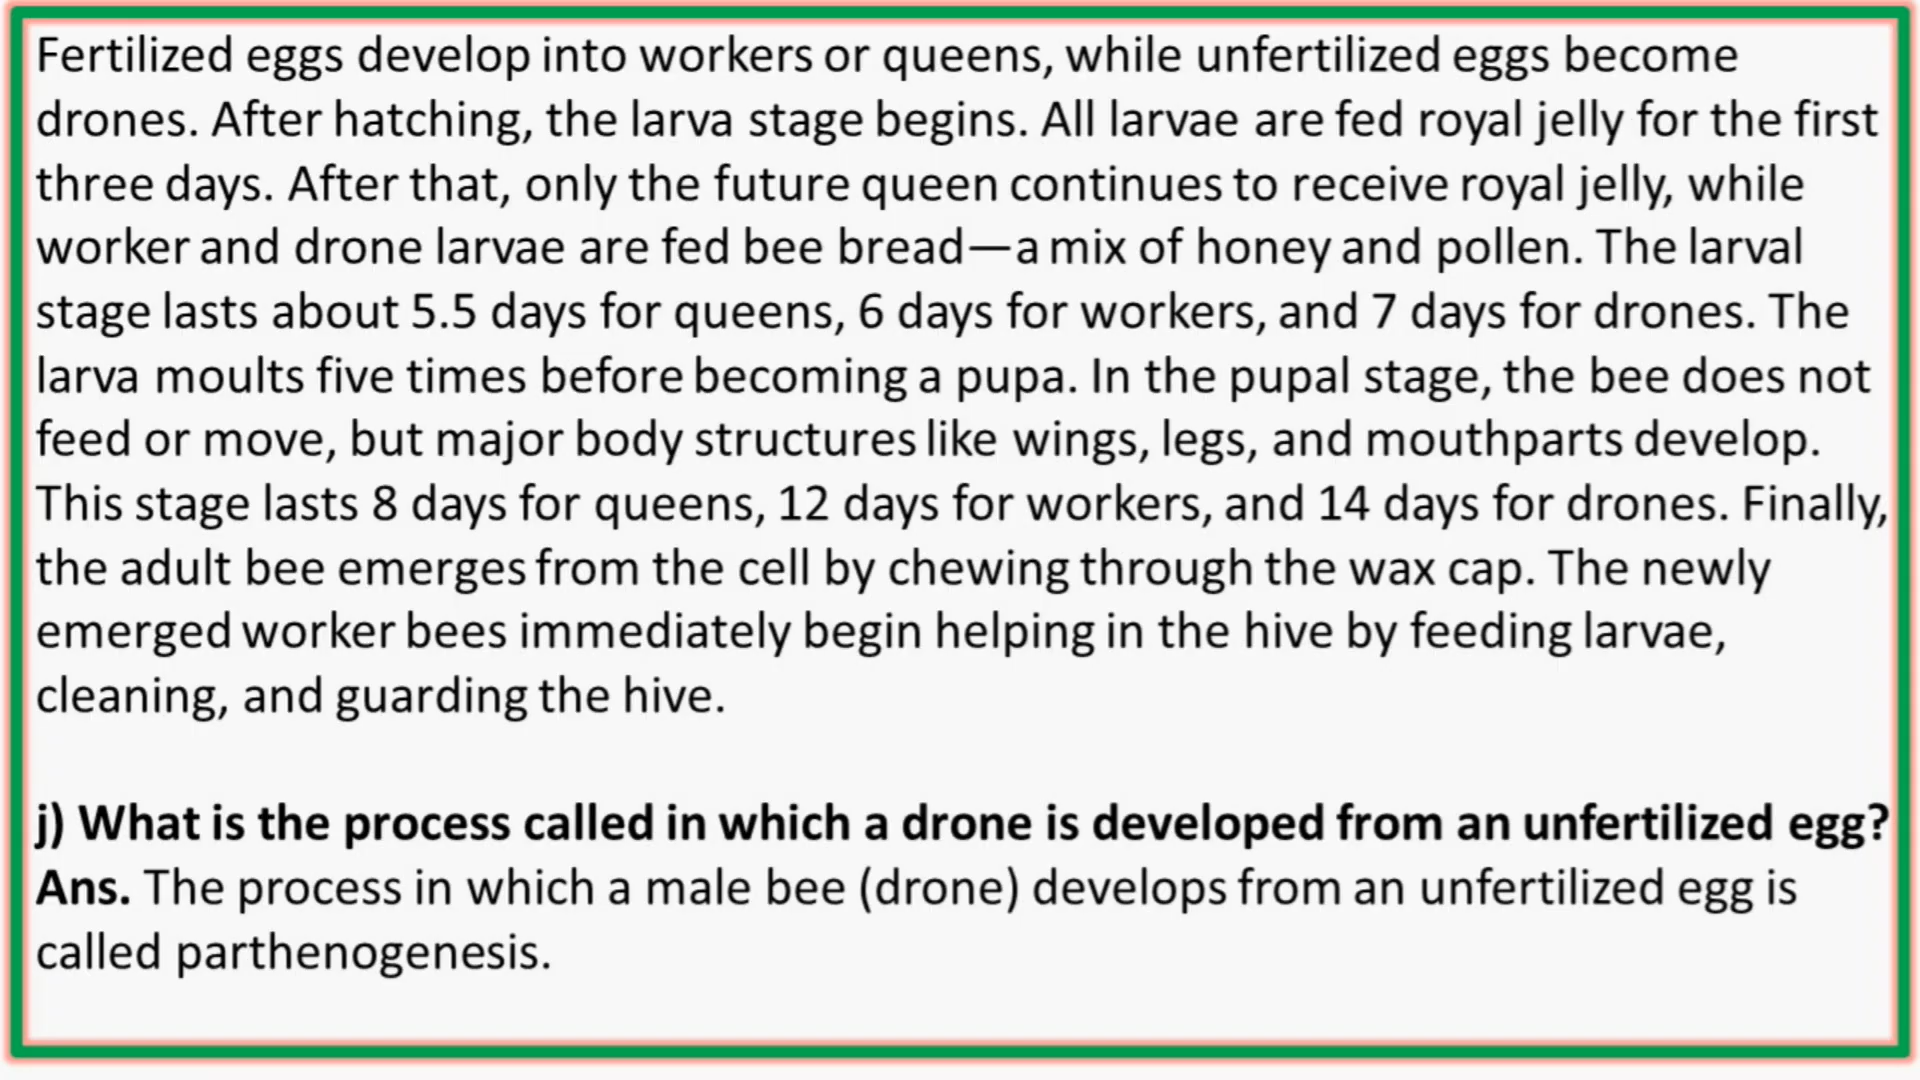 Fertilized eggs develop into workers or queens, while unfertilized eggs become
drones. After hatching, the larva stage begins. All larvae are fed royal jelly for the first
three days. After that, only the future queen continues to receive royal jelly, while
worker and drone larvae are fed bee bread—a mix of honey and pollen. The larval
stage lasts about 5.5 days for queens, 6 days for workers, and 7 days for drones. The
larva moults five times before becoming a pupa. In the pupal stage, the bee does not
feed or move, but major body structures like wings, legs, and mouthparts develop.
This stage lasts 8 days for queens, 12 days for workers, and 14 days for drones. Finally,
the adult bee emerges from the cell by chewing through the wax cap. The newly
emerged worker bees immediately begin helping in the hive by feeding larvae,
cleaning, and guarding the hive.
j) What is the process called in which a drone is developed from an unfertilized egg?
Ans. The process in which a male bee (drone) develops from an unfertilized egg is
called parthenogenesis.